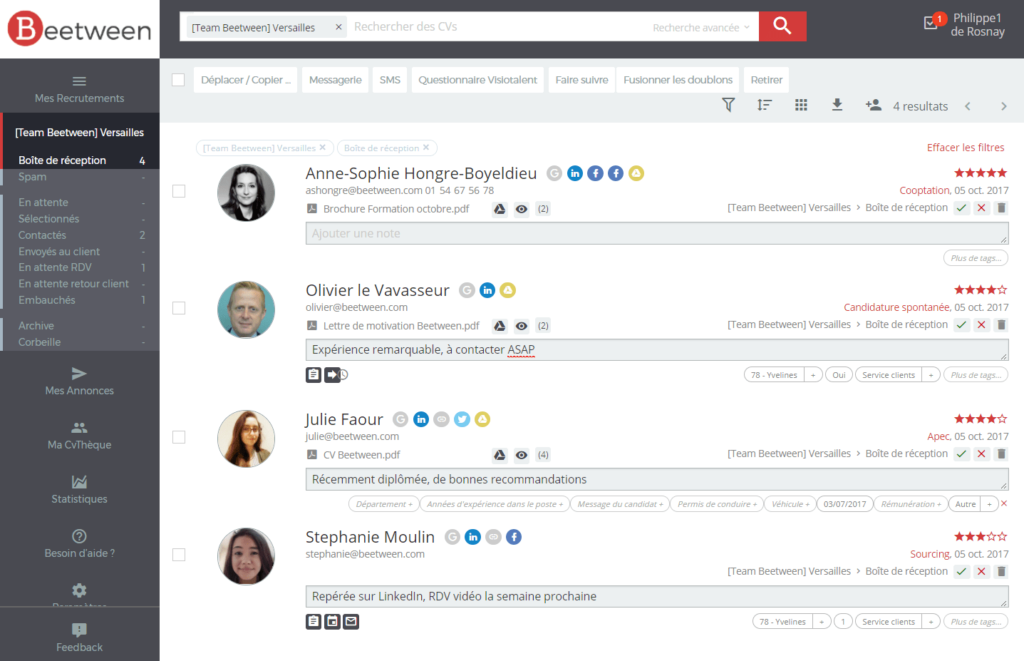 Beetween
[Team Beetween] Versailles ×
Rechercher des CVs
Recherche avancée
1
Philippe1
de Rosnay
Mes Recrutements
[Team Beetween] Versailles
Boîte de réception 4
Spam -
En attente -
Sélectionnés -
Contactés 2
Envoyés au client -
En attente RDV 1
En attente retour client -
Embauchés 1
Archive -
Corbeille -
Mes Annonces
Ma CvThèque
Statistiques
Besoin d'aide ?
Feedback
Déplacer / Copier ... Messagerie SMS Questionnaire Visiotalent Faire suivre Fusionner les doublons Retirer
4 resultats
[Team Beetween] Versailles × Boîte de réception × Effacer les filtres
Anne-Sophie Hongre-Boyeldieu
ashongre@beetween.com 01 54 67 56 78
Cooptation, 05 oct. 2017
Brochure Formation octobre.pdf (2)
[Team Beetween] Versailles > Boîte de réception
Ajouter une note
Plus de tags...
Olivier le Vavasseur
olivier@beetween.com
Candidature spontanée, 05 oct. 2017
Lettre de motivation Beetween.pdf (2)
[Team Beetween] Versailles > Boîte de réception
Expérience remarquable, à contacter ASAP
78 - Yvelines + Oui Service clients + Plus de tags...
Julie Faour
julie@beetween.com
Apec, 05 oct. 2017
CV Beetween.pdf (4)
[Team Beetween] Versailles > Boîte de réception
Récemment diplômée, de bonnes recommandations
Département + Années d'expérience dans le poste + Message du candidat + Permis de conduire + Véhicule + 03/07/2017 Rémunération + Autre + ×
Stephanie Moulin
stephanie@beetween.com
Sourcing, 05 oct. 2017
[Team Beetween] Versailles > Boîte de réception
Repérée sur LinkedIn, RDV vidéo la semaine prochaine
78 - Yvelines + 1 Service clients + Plus de tags...